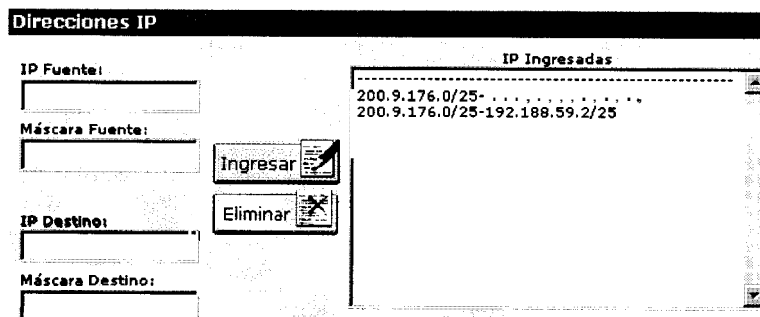 Direcciones IP
IP Fuente:
Máscara Fuente:
IP Destino:
Máscara Destino:
Ingresar
Eliminar
IP Ingresadas
--------------------------------------------------
200.9.176.0/25-
200.9.176.0/25-192.188.59.2/25